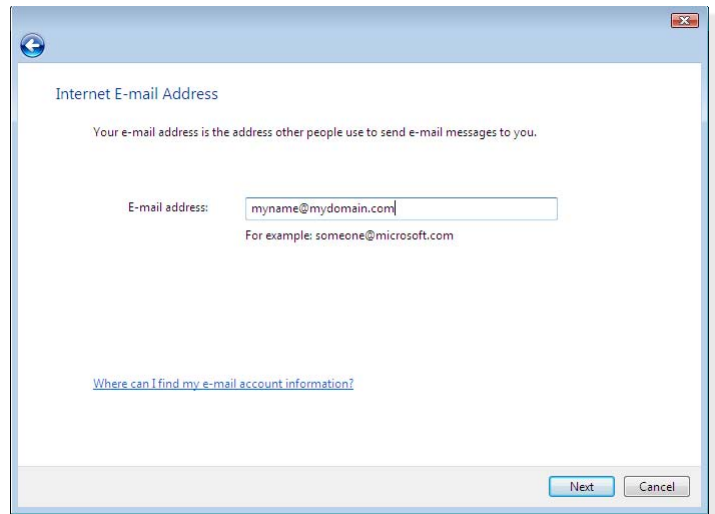 Internet E-mail Address
Your e-mail address is the address other people use to send e-mail messages to you.
E-mail address: myname@mydomain.com
For example: someone@microsoft.com
Where can I find my e-mail account information?
Next Cancel